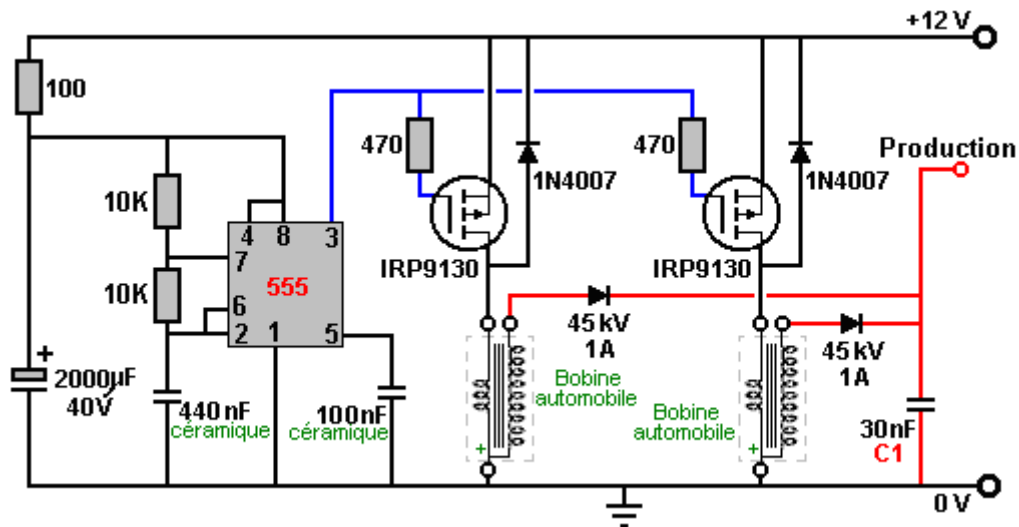 +12 V
100
470
470
Production
1N4007
1N4007
10K
4 8 3
7
IRP9130
IRP9130
10K
555
6
2 1 5
45 kV
1A
45 kV
1A
+
2000µF
40V
440 nF
céramique
100nF
céramique
Bobine
automobile
+
Bobine
automobile
+
30nF
C1
0 V